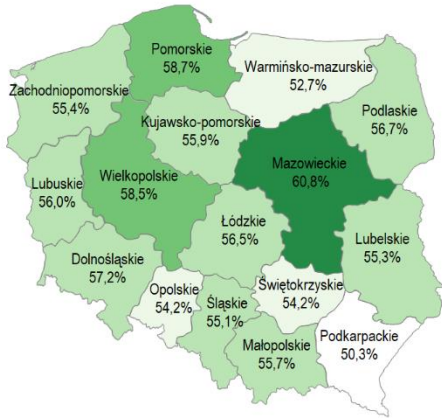 Pomorskie
58,7%
Warmińsko-mazurskie
52,7%
Zachodniopomorskie
55,4%
Podlaskie
56,7%
Kujawsko-pomorskie
55,9%
Mazowieckie
60,8%
Wielkopolskie
58,5%
Lubuskie
56,0%
Łódzkie
56,5%
Lubelskie
55,3%
Dolnośląskie
57,2%
Opolskie
54,2%
Śląskie
55,1%
Świętokrzyskie
54,2%
Małopolskie
55,7%
Podkarpackie
50,3%